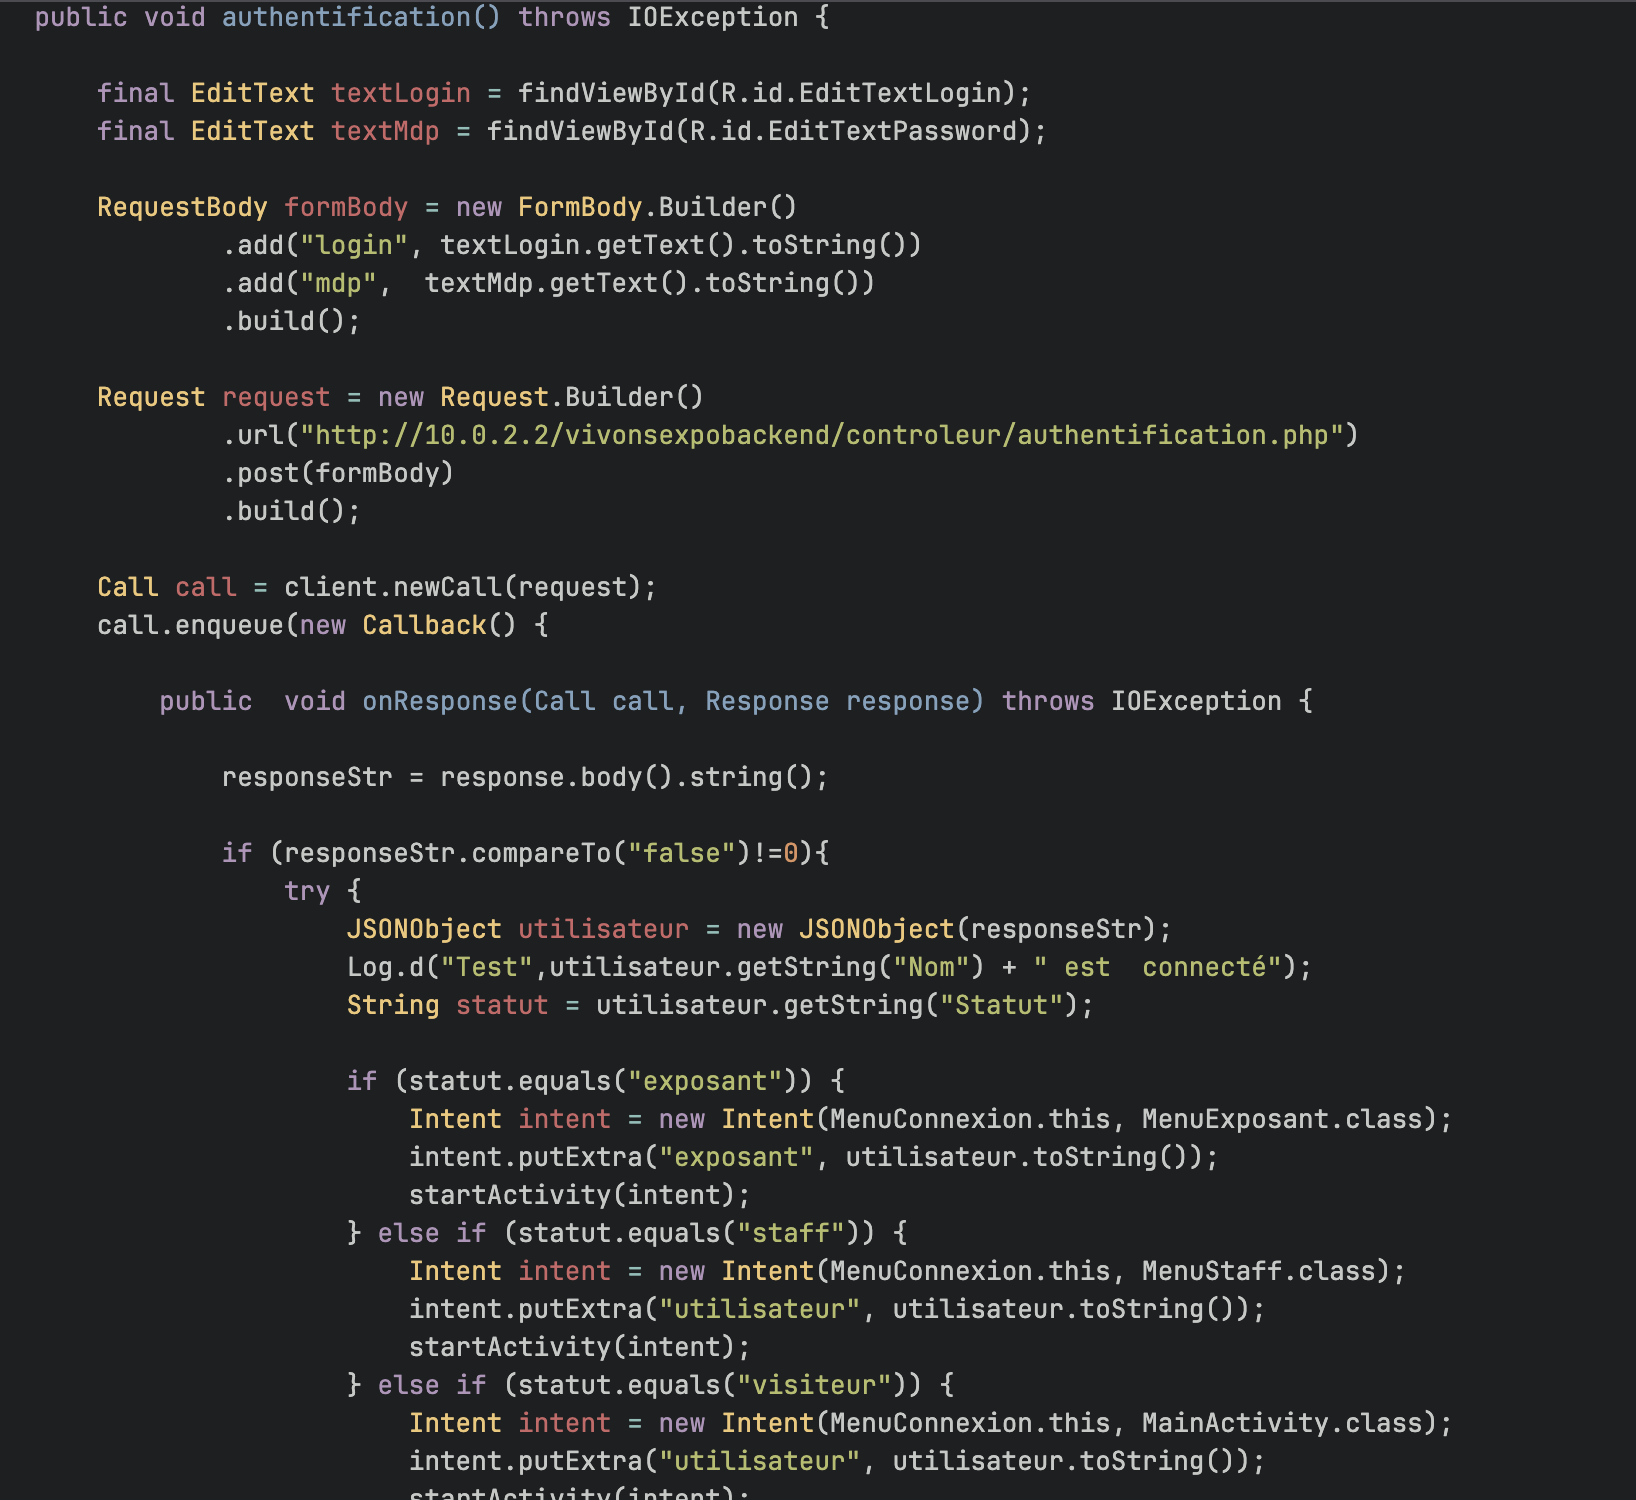 public void authentification() throws IOException {
final EditText textLogin = findViewById(R.id.EditTextLogin);
final EditText textMdp = findViewById(R.id.EditTextPassword);
RequestBody formBody = new FormBody.Builder()
.add("login", textLogin.getText().toString())
.add("mdp",  textMdp.getText().toString())
.build();
Request request = new Request.Builder()
.url("http://10.0.2.2/vivonsexpobackend/controleur/authentification.php")
.post(formBody)
.build();
Call call = client.newCall(request);
call.enqueue(new Callback() {
public  void onResponse(Call call, Response response) throws IOException {
responseStr = response.body().string();
if (responseStr.compareTo("false")!=0){
try {
JSONObject utilisateur = new JSONObject(responseStr);
Log.d("Test",utilisateur.getString("Nom") + " est  connecté");
String statut = utilisateur.getString("Statut");
if (statut.equals("exposant")) {
Intent intent = new Intent(MenuConnexion.this, MenuExposant.class);
intent.putExtra("exposant", utilisateur.toString());
startActivity(intent);
} else if (statut.equals("staff")) {
Intent intent = new Intent(MenuConnexion.this, MenuStaff.class);
intent.putExtra("utilisateur", utilisateur.toString());
startActivity(intent);
} else if (statut.equals("visiteur")) {
Intent intent = new Intent(MenuConnexion.this, MainActivity.class);
intent.putExtra("utilisateur", utilisateur.toString());
startActivity(intent);